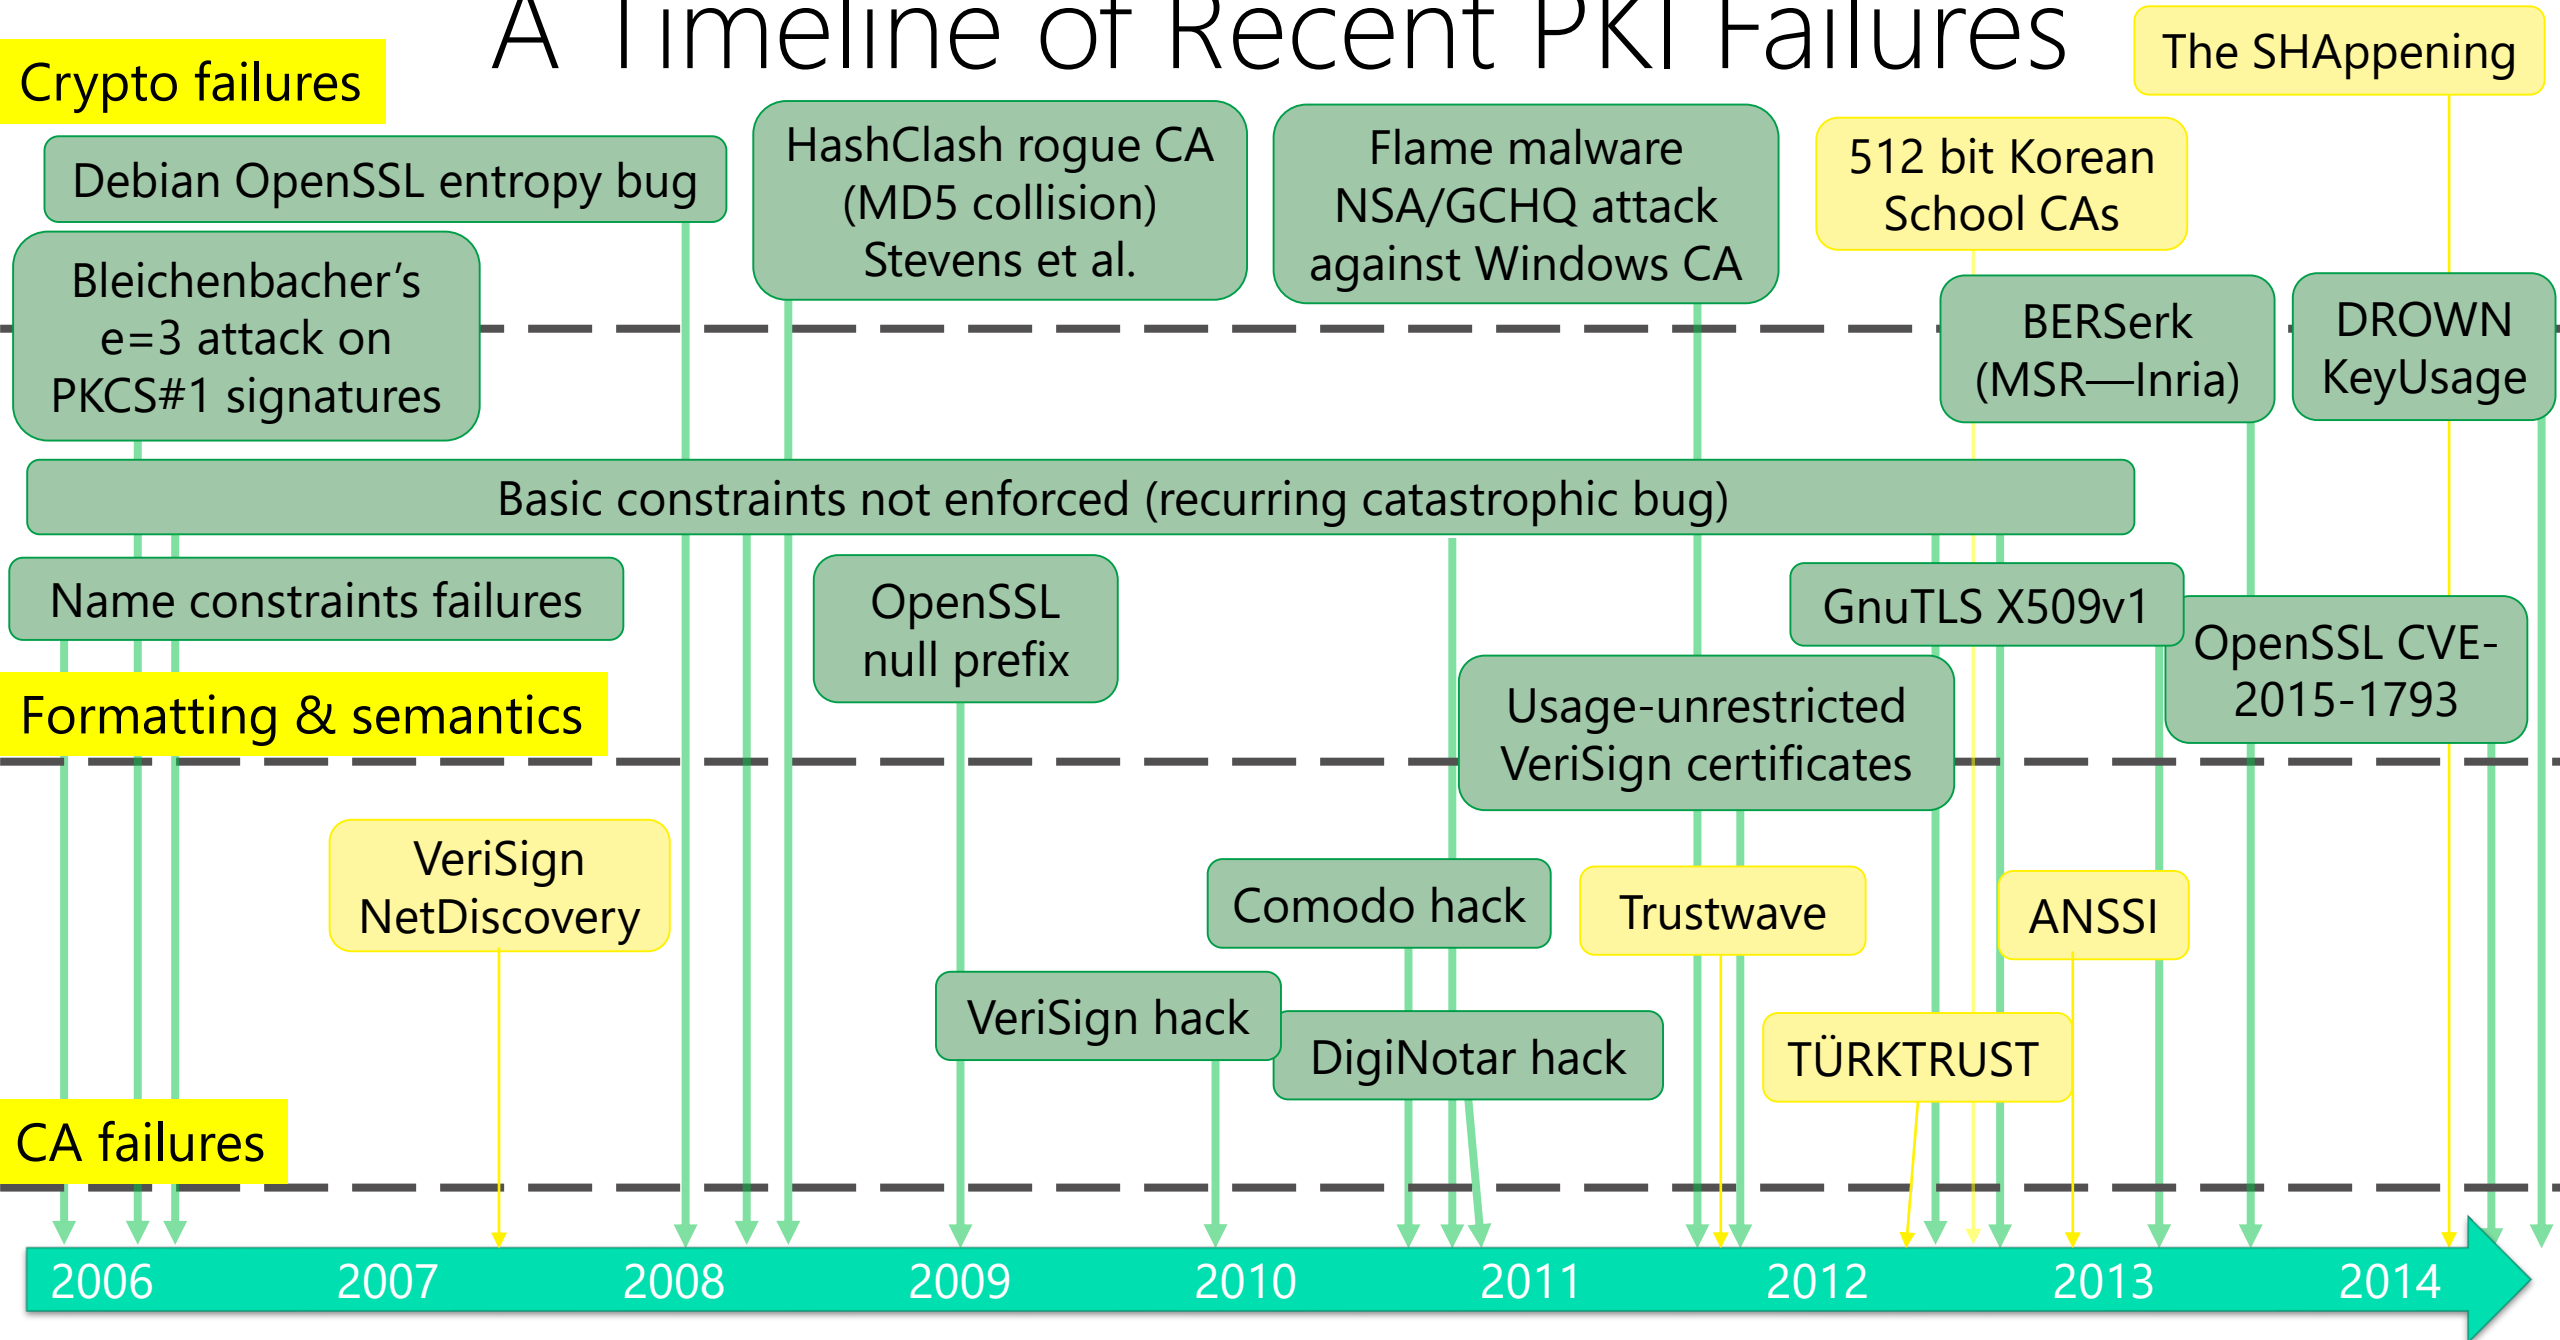 A Timeline of Recent PKI Failures
The SHAppening
Crypto failures
Debian OpenSSL entropy bug
HashClash rogue CA
(MD5 collision)
Stevens et al.
Flame malware
NSA/GCHQ attack
against Windows CA
512 bit Korean
School CAs
Bleichenbacher’s
e=3 attack on
PKCS#1 signatures
BERSerk
(MSR—Inria)
DROWN
KeyUsage
Basic constraints not enforced (recurring catastrophic bug)
Name constraints failures
OpenSSL
null prefix
GnuTLS X509v1
OpenSSL CVE-
2015-1793
Formatting & semantics
Usage-unrestricted
VeriSign certificates
VeriSign
NetDiscovery
Comodo hack
Trustwave
ANSSI
VeriSign hack
DigiNotar hack
TÜRKTRUST
CA failures
2006 2007 2008 2009 2010 2011 2012 2013 2014